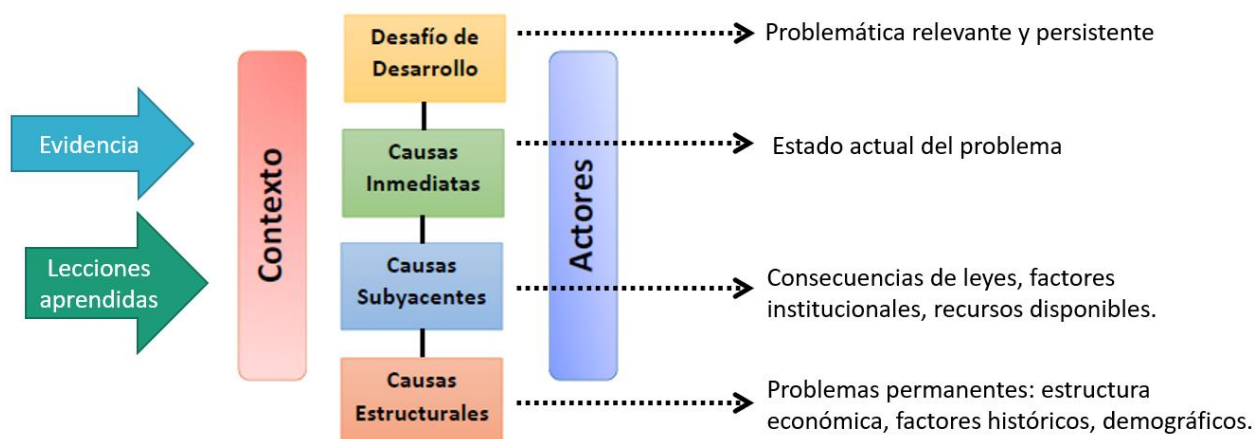 Evidencia
Lecciones
aprendidas
Contexto
Desafío de
Desarrollo
Causas
Inmediatas
Causas
Subyacentes
Causas
Estructurales
Actores
Problemática relevante y persistente
Estado actual del problema
Consecuencias de leyes, factores
institucionales, recursos disponibles.
Problemas permanentes: estructura
económica, factores históricos, demográficos.